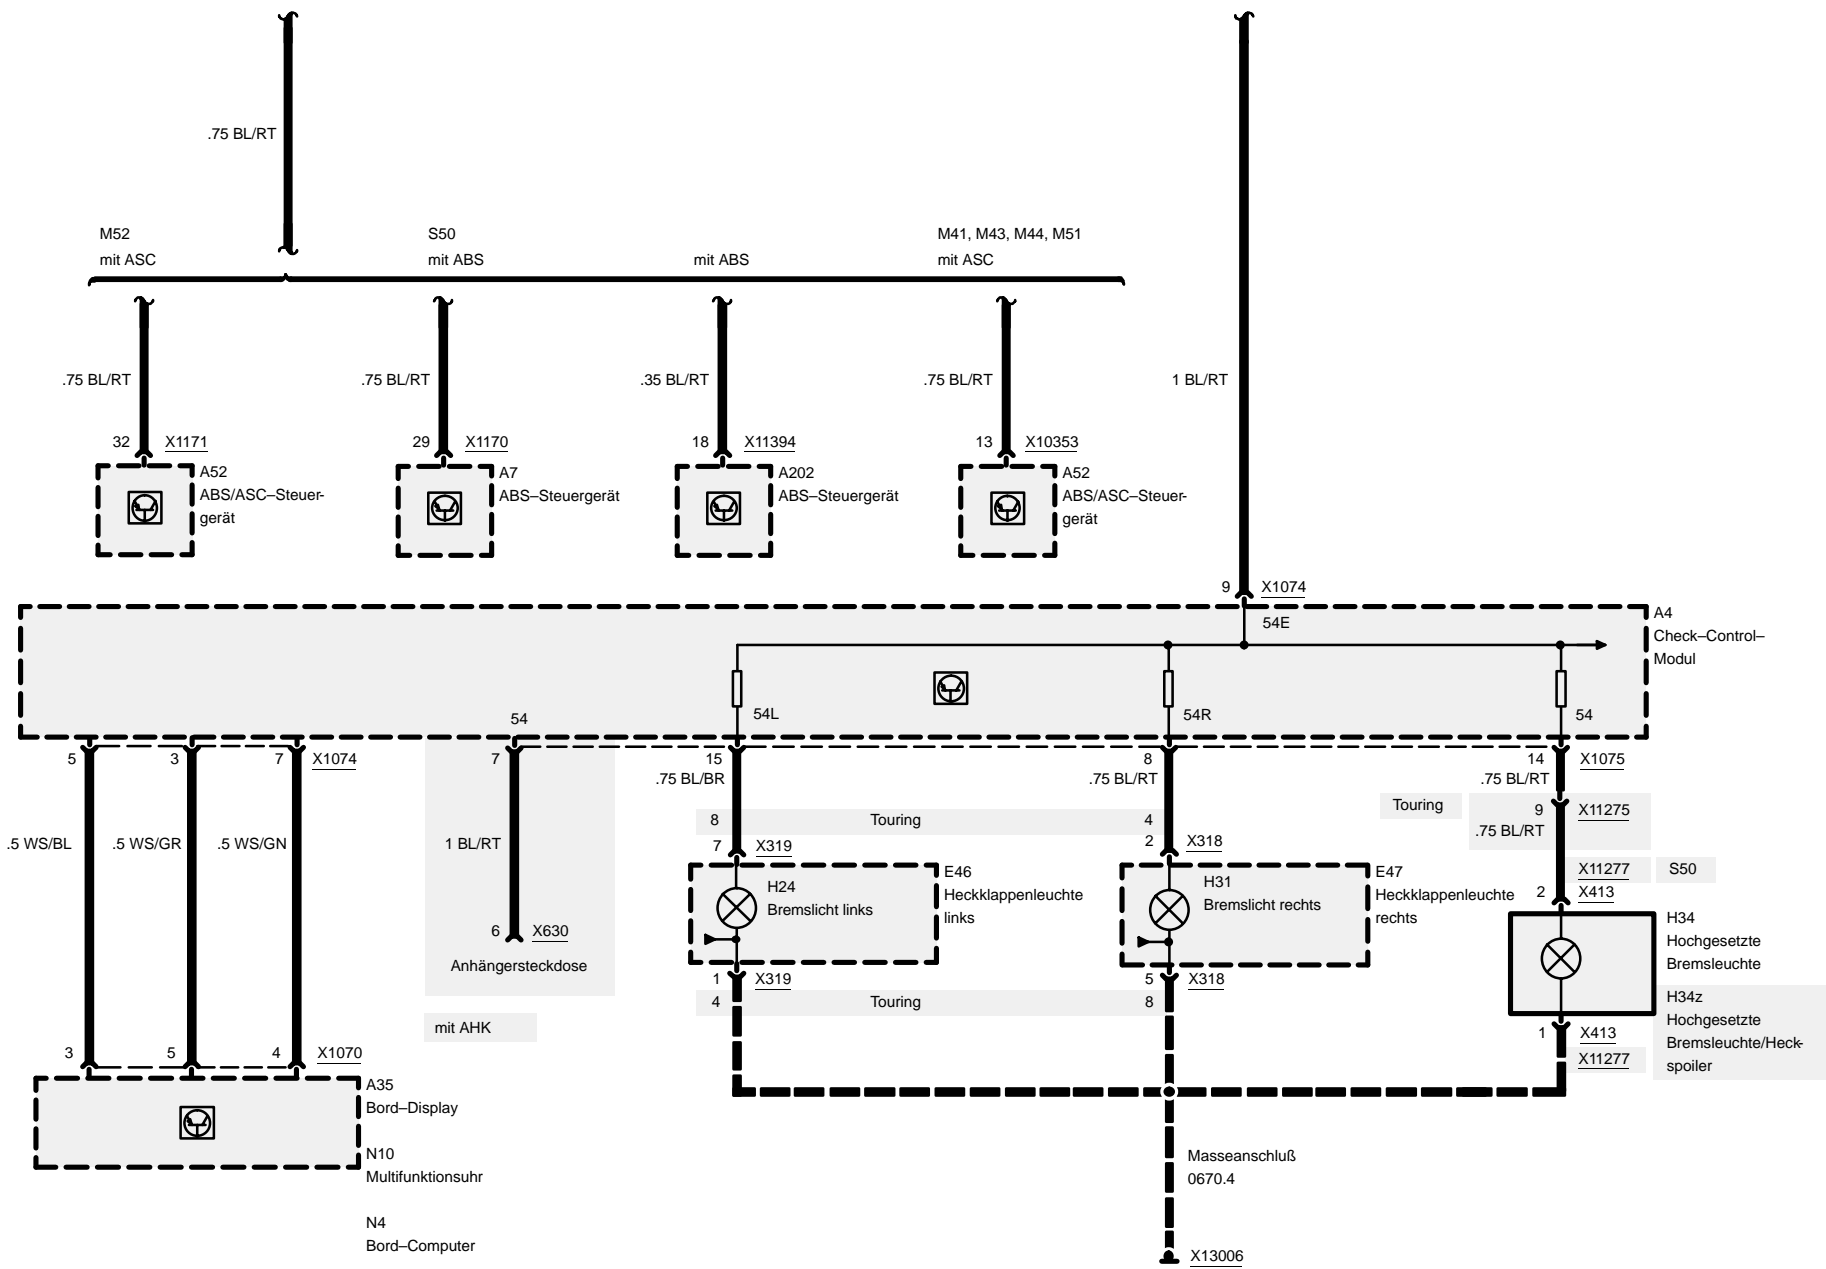 .75 BL/RT
M52
mit ASC
S50
mit ABS
mit ABS
M41, M43, M44, M51
mit ASC
.75 BL/RT
.75 BL/RT
.35 BL/RT
.75 BL/RT
1 BL/RT
32 X1171
29 X1170
18 X11394
13 X10353
A52
ABS/ASC–Steuer-
gerät
A7
ABS–Steuergerät
A202
ABS–Steuergerät
A52
ABS/ASC–Steuer-
gerät
9 X1074
54E
A4
Check–Control–
Modul
54
54L
54R
54
5 3 7 X1074
7
15
8
14 X1075
.75 BL/BR
.75 BL/RT
.75 BL/RT
Touring
9 X11275
.75 BL/RT
8 Touring 4
.5 WS/BL
.5 WS/GR
.5 WS/GN
1 BL/RT
7 X319
2 X318
X11277 S50
2 X413
E46
Heckklappenleuchte
links
H24
Bremslicht links
E47
Heckklappenleuchte
rechts
H31
Bremslicht rechts
H34
Hochgesetzte
Bremsleuchte
6 X630
Anhängersteckdose
1 X319
5 X318
4 Touring 8
H34z
Hochgesetzte
Bremsleuchte/Heck-
spoiler
mit AHK
1 X413
X11277
3 5 4 X1070
A35
Bord–Display
N10
Multifunktionsuhr
N4
Bord–Computer
Masseanschluß
0670.4
X13006